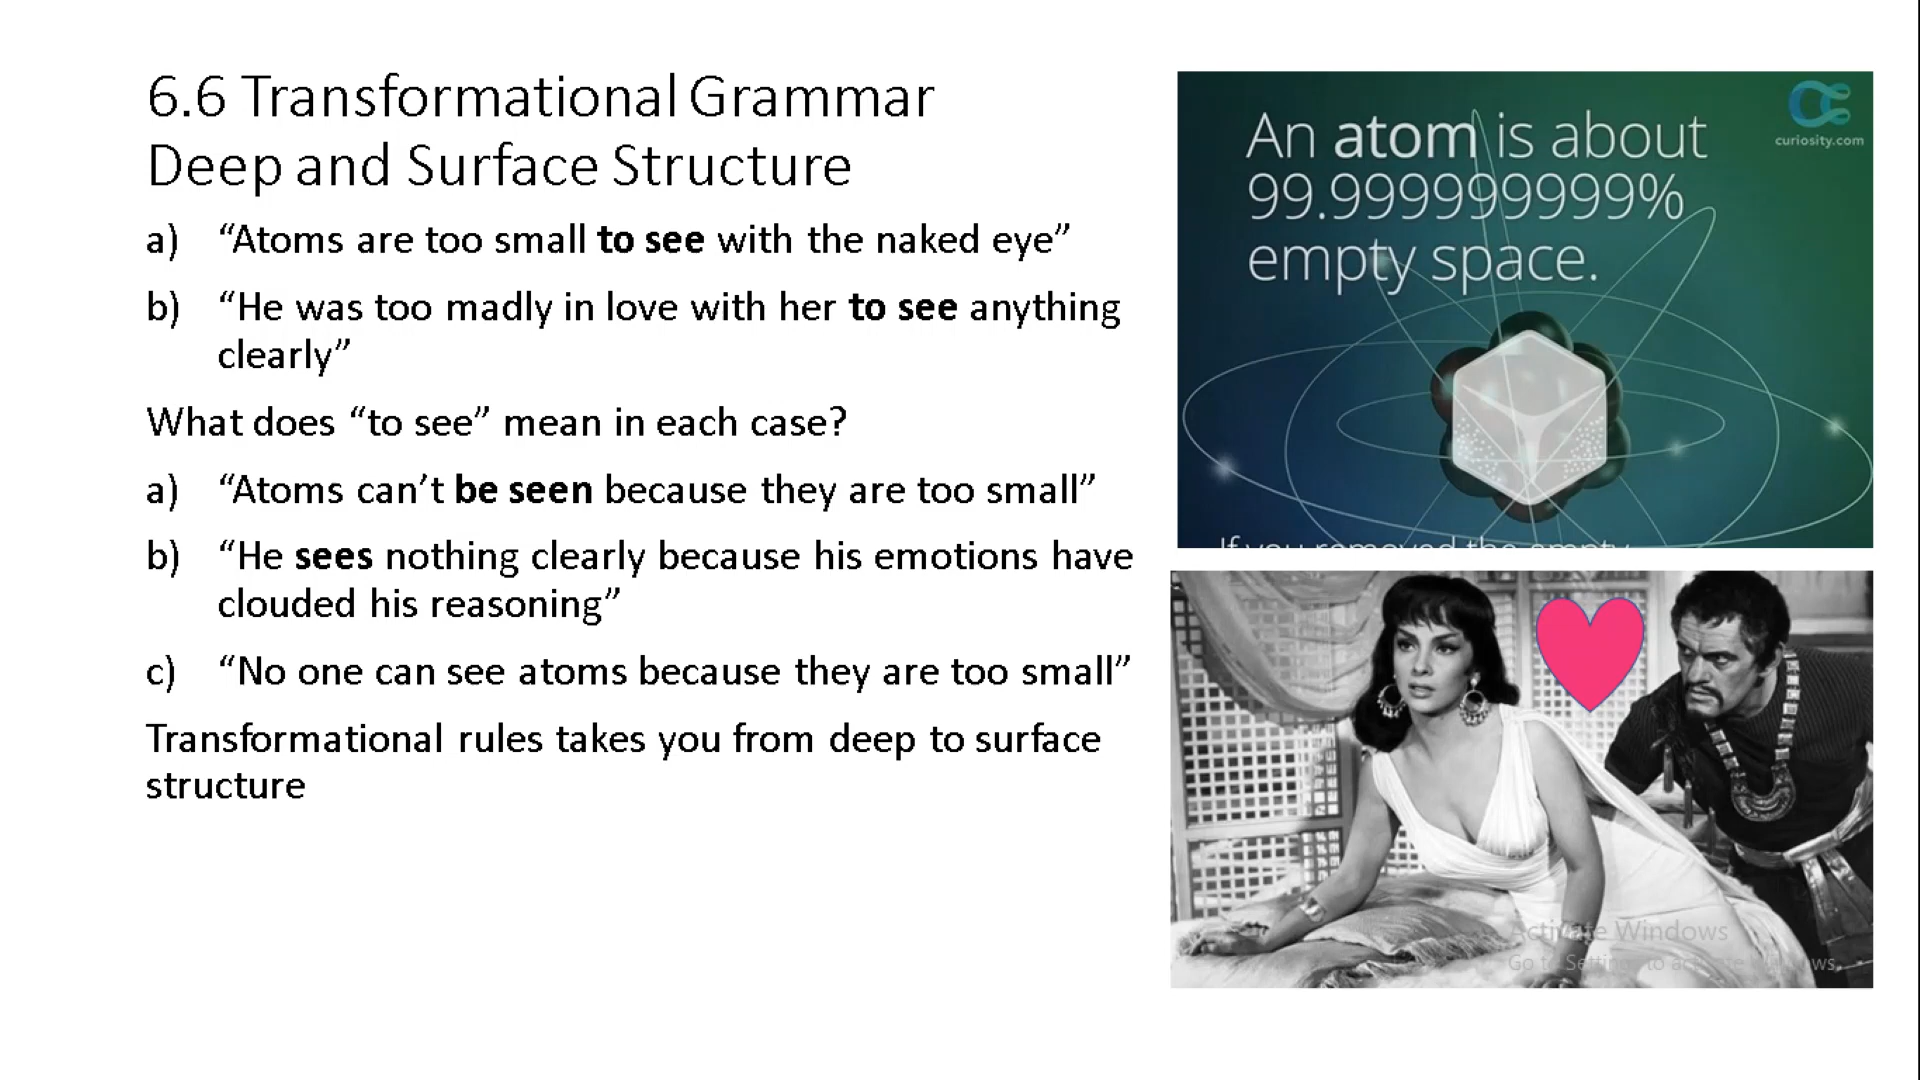 6.6 Transformational Grammar
Deep and Surface Structure
a) “Atoms are too small to see with the naked eye”
b) “He was too madly in love with her to see anything
clearly”
What does “to see” mean in each case?
a) “Atoms can’t be seen because they are too small”
b) “He sees nothing clearly because his emotions have
clouded his reasoning”
c) “No one can see atoms because they are too small”
Transformational rules takes you from deep to surface
structure
curiosity.com
An atom is about
99.999999999%
empty space.
If you removed the empty
Activate Windows
Go to Settings to activate Windows.